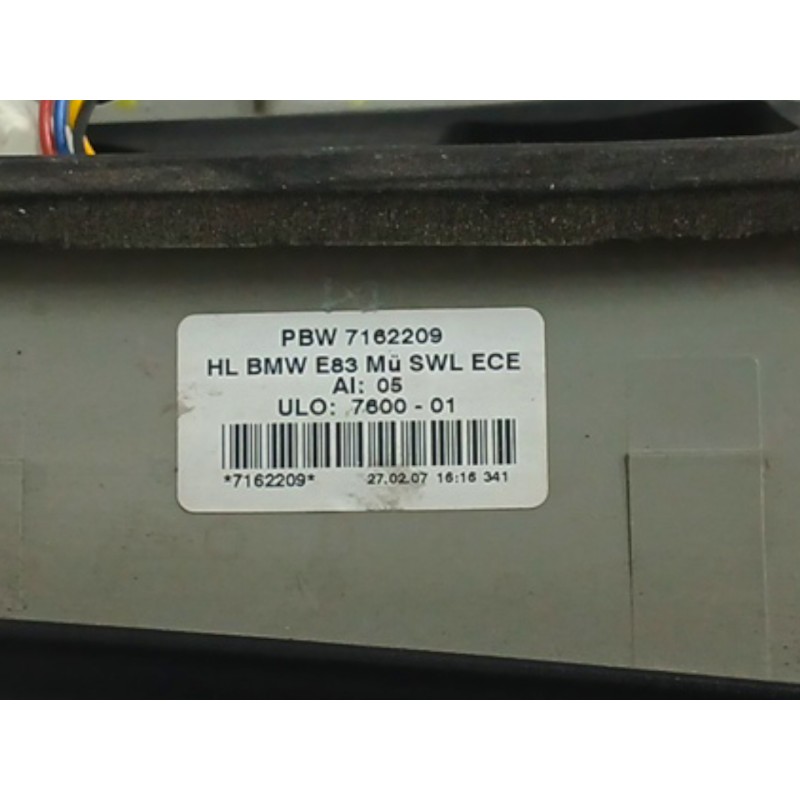 PBW 7162209
HL BMW E83 Mü SWL ECE
AI: 05
ULO: 7600 - 01
*7162209* 27.02.07 16:16 341